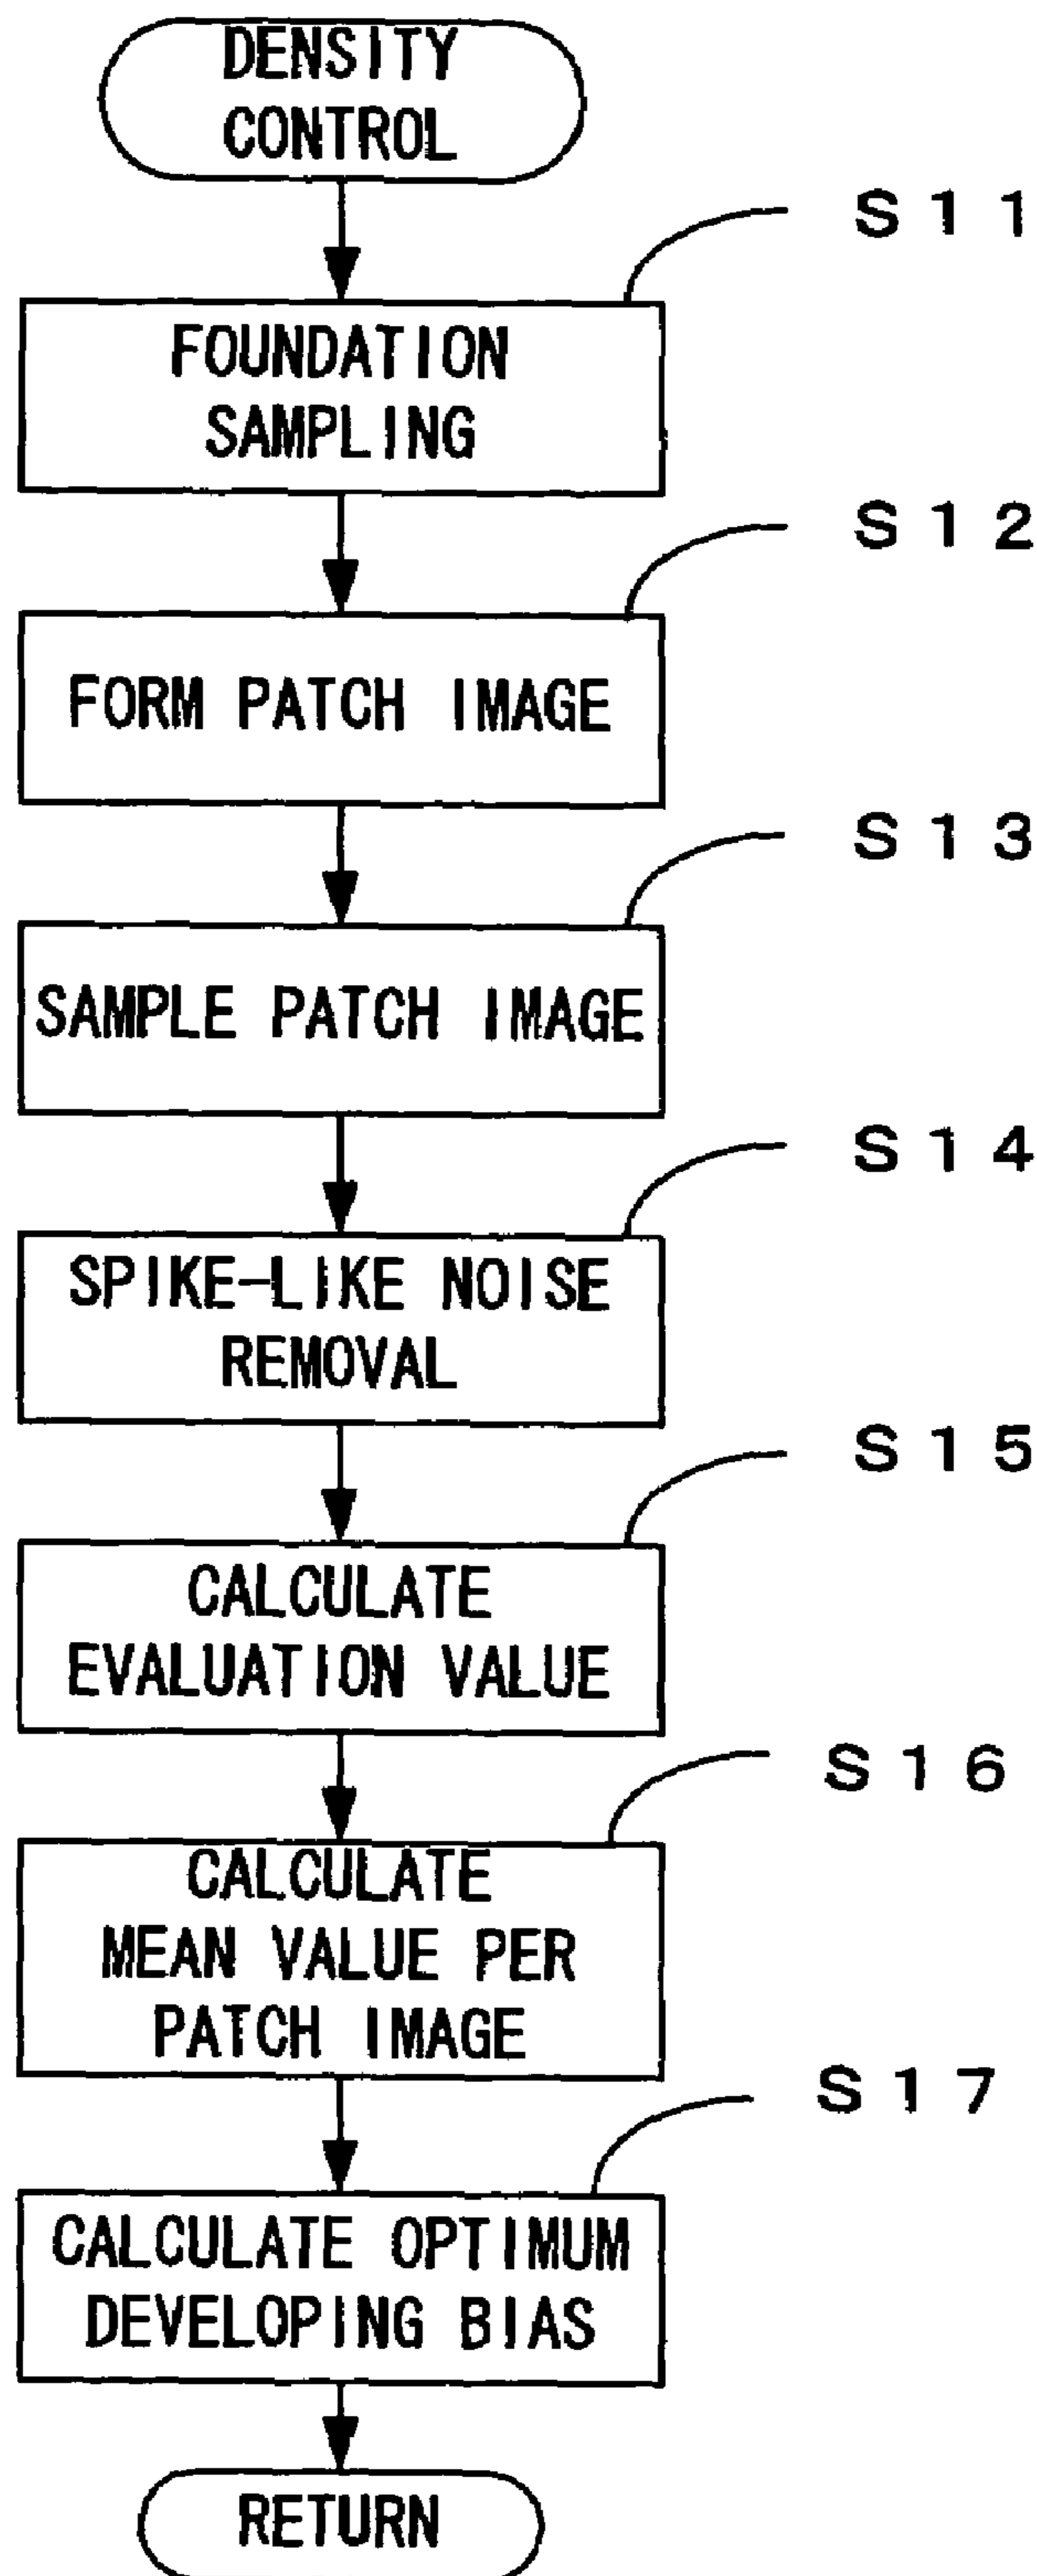 DENSITY
CONTROL
S11
FOUNDATION
SAMPLING
S12
FORM PATCH IMAGE
S13
SAMPLE PATCH IMAGE
S14
SPIKE-LIKE NOISE
REMOVAL
S15
CALCULATE
EVALUATION VALUE
S16
CALCULATE
MEAN VALUE PER
PATCH IMAGE
S17
CALCULATE OPTIMUM
DEVELOPING BIAS
RETURN